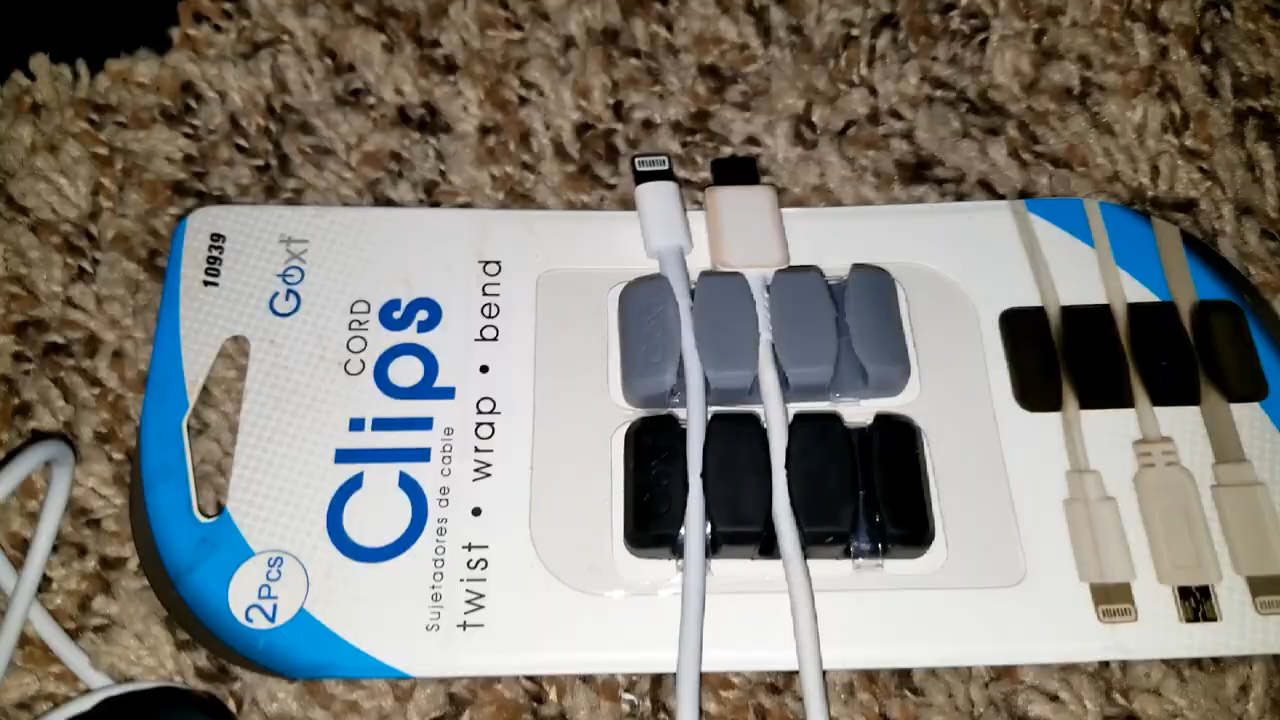 10939
Goxt
CORD
Clips
Sujetadores de cable
twist • wrap • bend
2Pcs